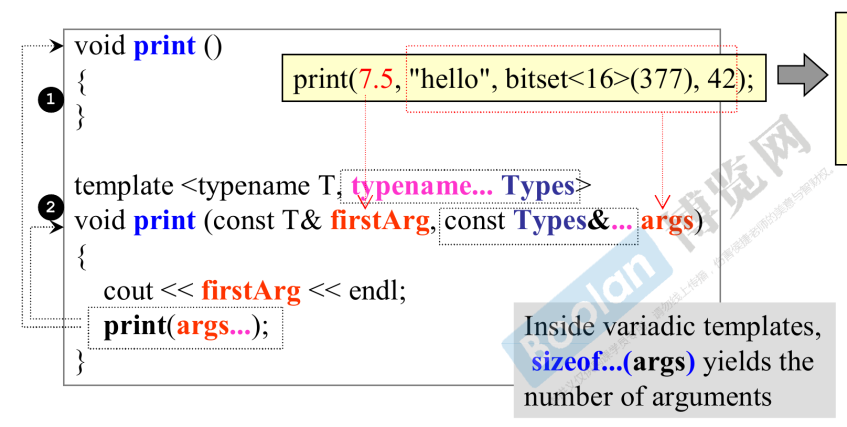 void print ()
{
}
print(7.5, "hello", bitset<16>(377), 42);
1
template <typename T, typename... Types>
2
void print (const T& firstArg, const Types&... args)
{
cout << firstArg << endl;
print(args...);
}
Inside variadic templates,
sizeof...(args) yields the
number of arguments
Boolan 博览网